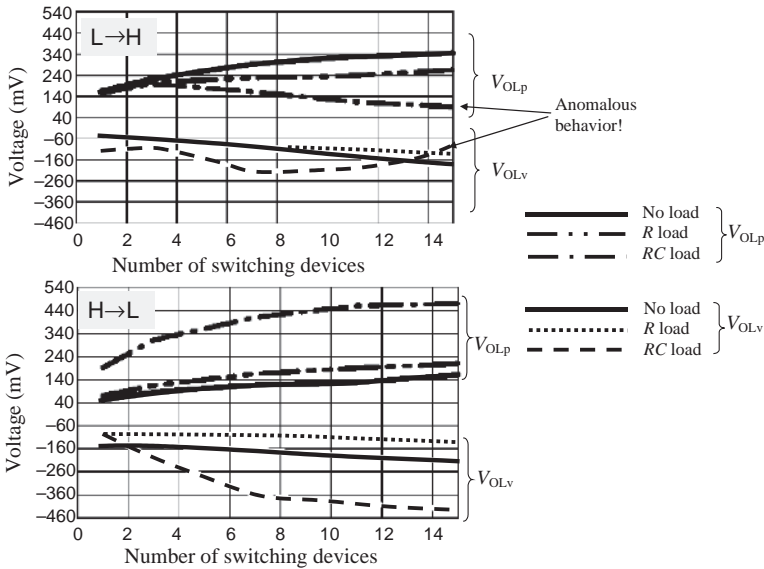 540
440
340
240
140
40
−60
−160
−260
−360
−460
Voltage (mV)
L→H
0 2 4 6 8 10 12 14
Number of switching devices
V_OLp
V_OLv
Anomalous
behavior!
No load
R load
RC load
V_OLp
No load
R load
RC load
V_OLv
540
440
340
240
140
40
−60
−160
−260
−360
−460
Voltage (mV)
H→L
0 2 4 6 8 10 12 14
Number of switching devices
V_OLp
V_OLv